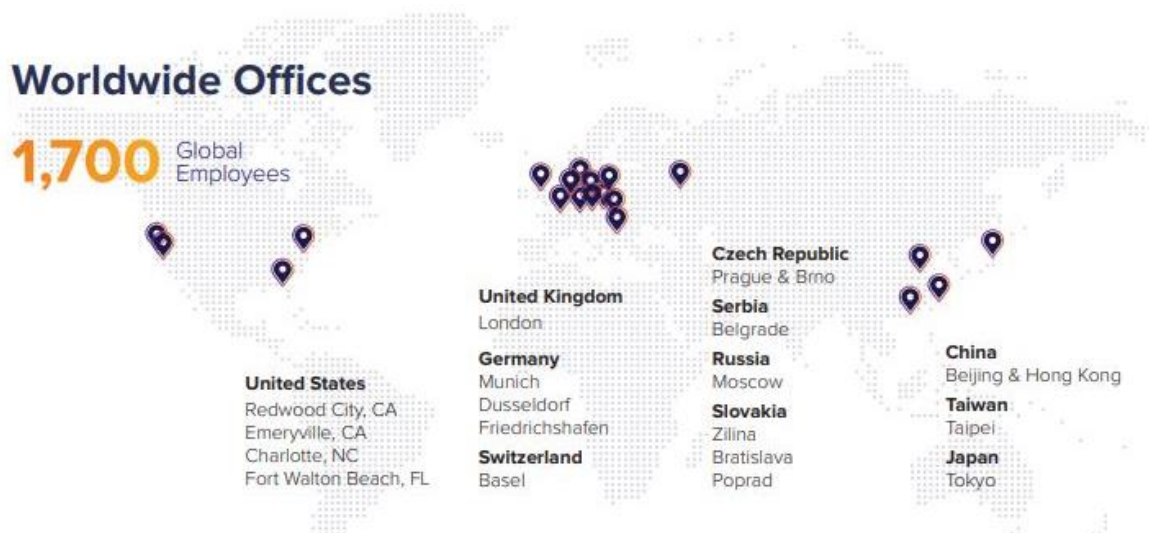 Worldwide Offices
1,700 Global
Employees
United States
Redwood City, CA
Emeryville, CA
Charlotte, NC
Fort Walton Beach, FL
United Kingdom
London
Germany
Munich
Dusseldorf
Friedrichshafen
Switzerland
Basel
Czech Republic
Prague & Brno
Serbia
Belgrade
Russia
Moscow
Slovakia
Zilina
Bratislava
Poprad
China
Beijing & Hong Kong
Taiwan
Taipei
Japan
Tokyo